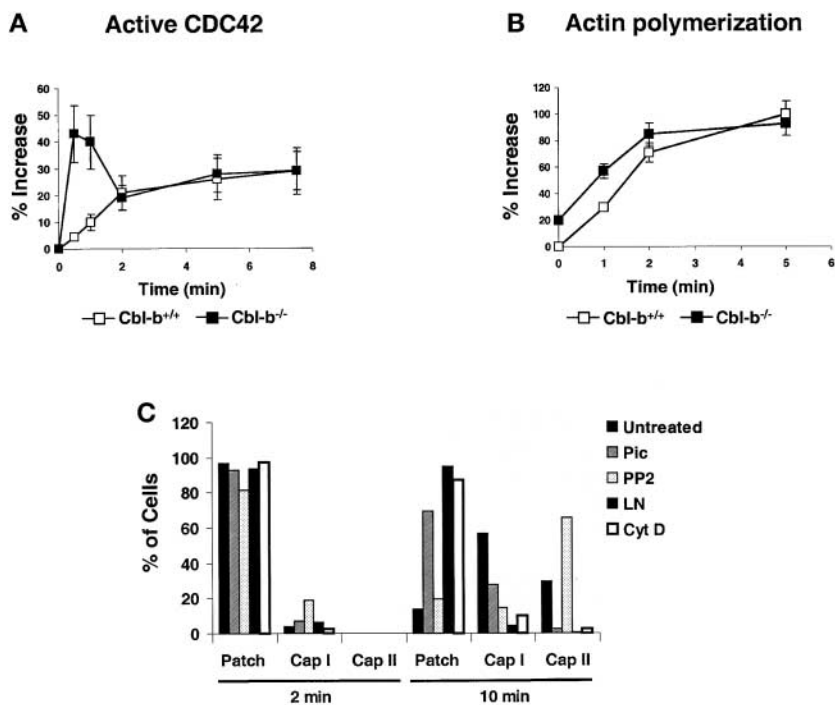 A Active CDC42
% Increase
60
50
40
30
20
10
0
0 2 4 6 8
Time (min)
Cbl-b+/+ Cbl-b-/-
B Actin polymerization
% Increase
120
100
80
60
40
20
0
0 1 2 3 4 5 6
Time (min)
Cbl-b+/+ Cbl-b-/-
C
% of Cells
120
100
80
60
40
20
0
Patch Cap I Cap II Patch Cap I Cap II
2 min 10 min
Untreated
Pic
PP2
LN
Cyt D